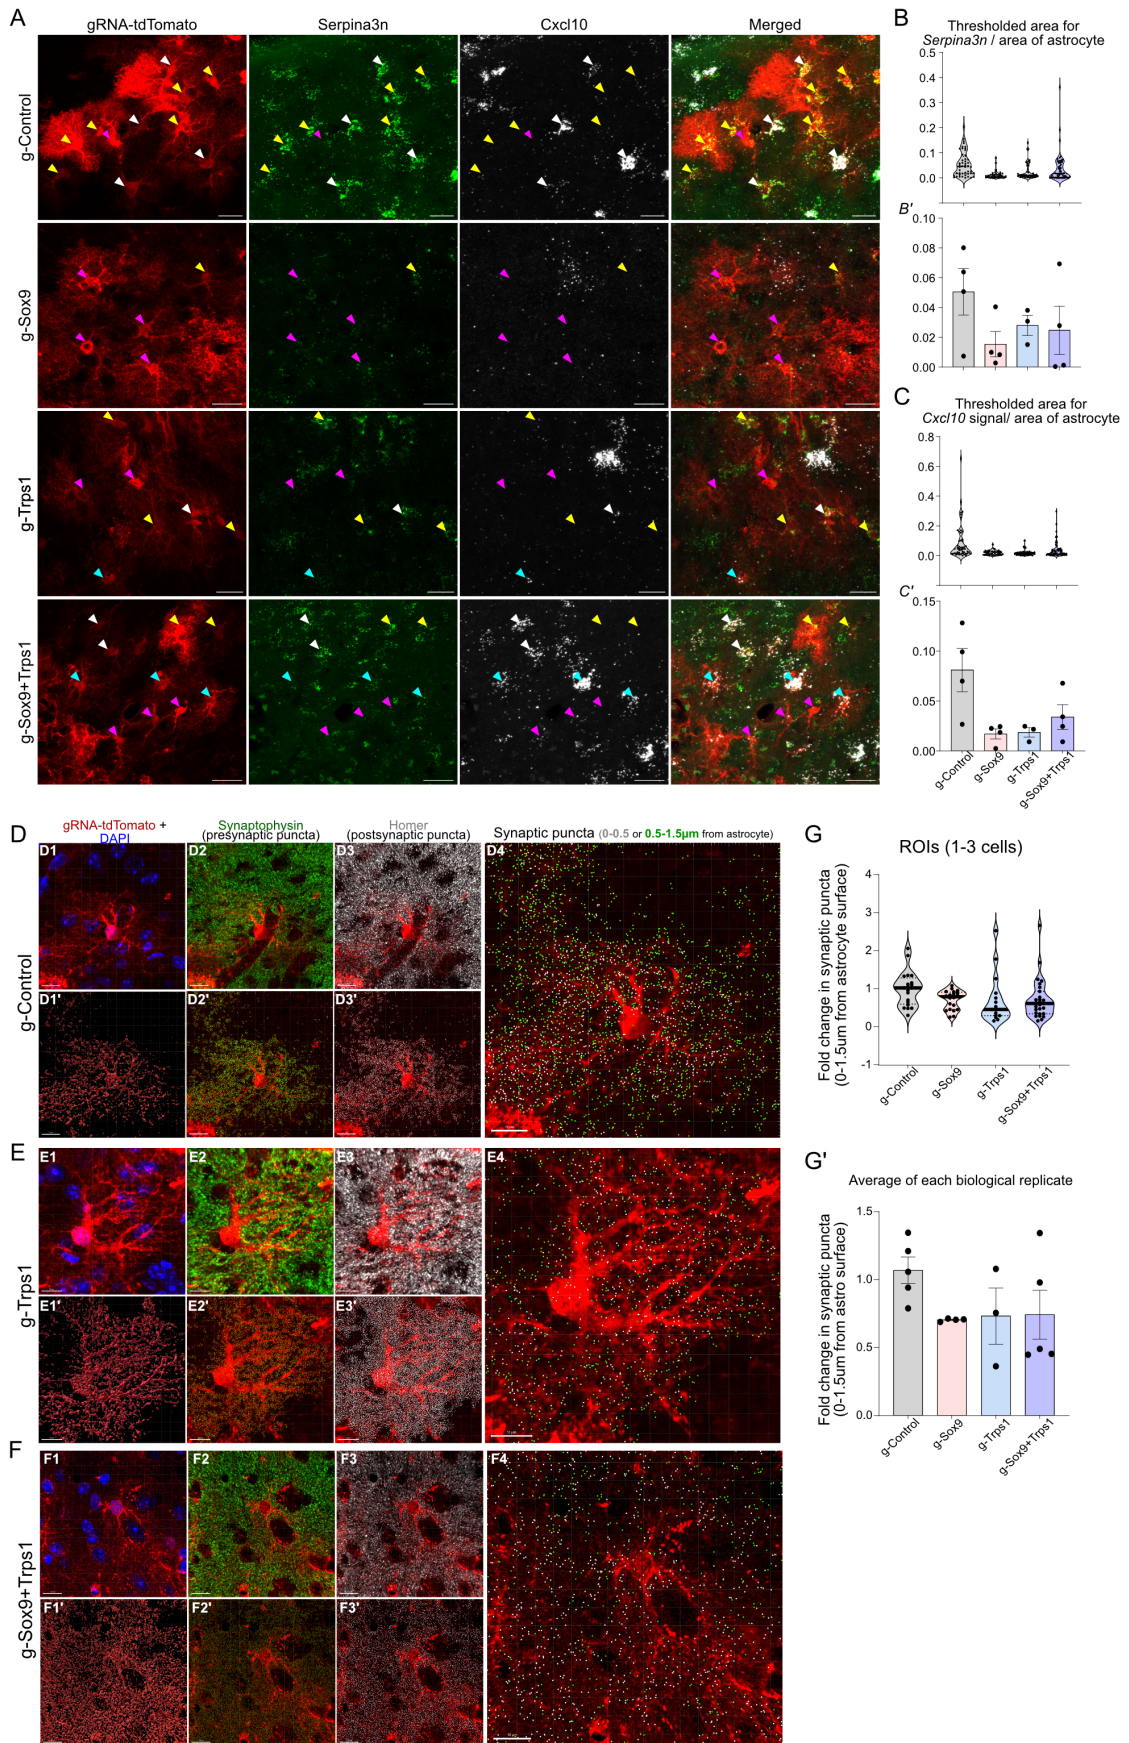 A
gRNA-tdTomato
Serpina3n
Cxcl10
Merged
g-Control
g-Sox9
g-Trps1
g-Sox9+Trps1
B
Thresholded area for
Serpina3n / area of astrocyte
0.5
0.4
0.3
0.2
0.1
0.0
B'
0.10
0.08
0.06
0.04
0.02
0.00
C
Thresholded area for
Cxcl10 signal/ area of astrocyte
0.8
0.6
0.4
0.2
0.0
C'
0.15
0.10
0.05
0.00
g-Control
g-Sox9
g-Trps1
g-Sox9+Trps1
D
gRNA-tdTomato +
DAPI
Synaptophysin
(presynaptic puncta)
Homer
(postsynaptic puncta)
Synaptic puncta (0-0.5 or 0.5-1.5µm from astrocyte)
g-Control
D1
D2
D3
D4
D1'
D2'
D3'
E
g-Trps1
E1
E2
E3
E4
E1'
E2'
E3'
F
g-Sox9+Trps1
F1
F2
F3
F4
F1'
F2'
F3'
G
ROIs (1-3 cells)
Fold change in synaptic puncta
(0-1.5um from astrocyte surface)
4
3
2
1
0
-1
g-Control
g-Sox9
g-Trps1
g-Sox9+Trps1
G'
Average of each biological replicate
Fold change in synaptic puncta
(0-1.5um from astro surface)
1.5
1.0
0.5
0.0
g-Control
g-Sox9
g-Trps1
g-Sox9+Trps1